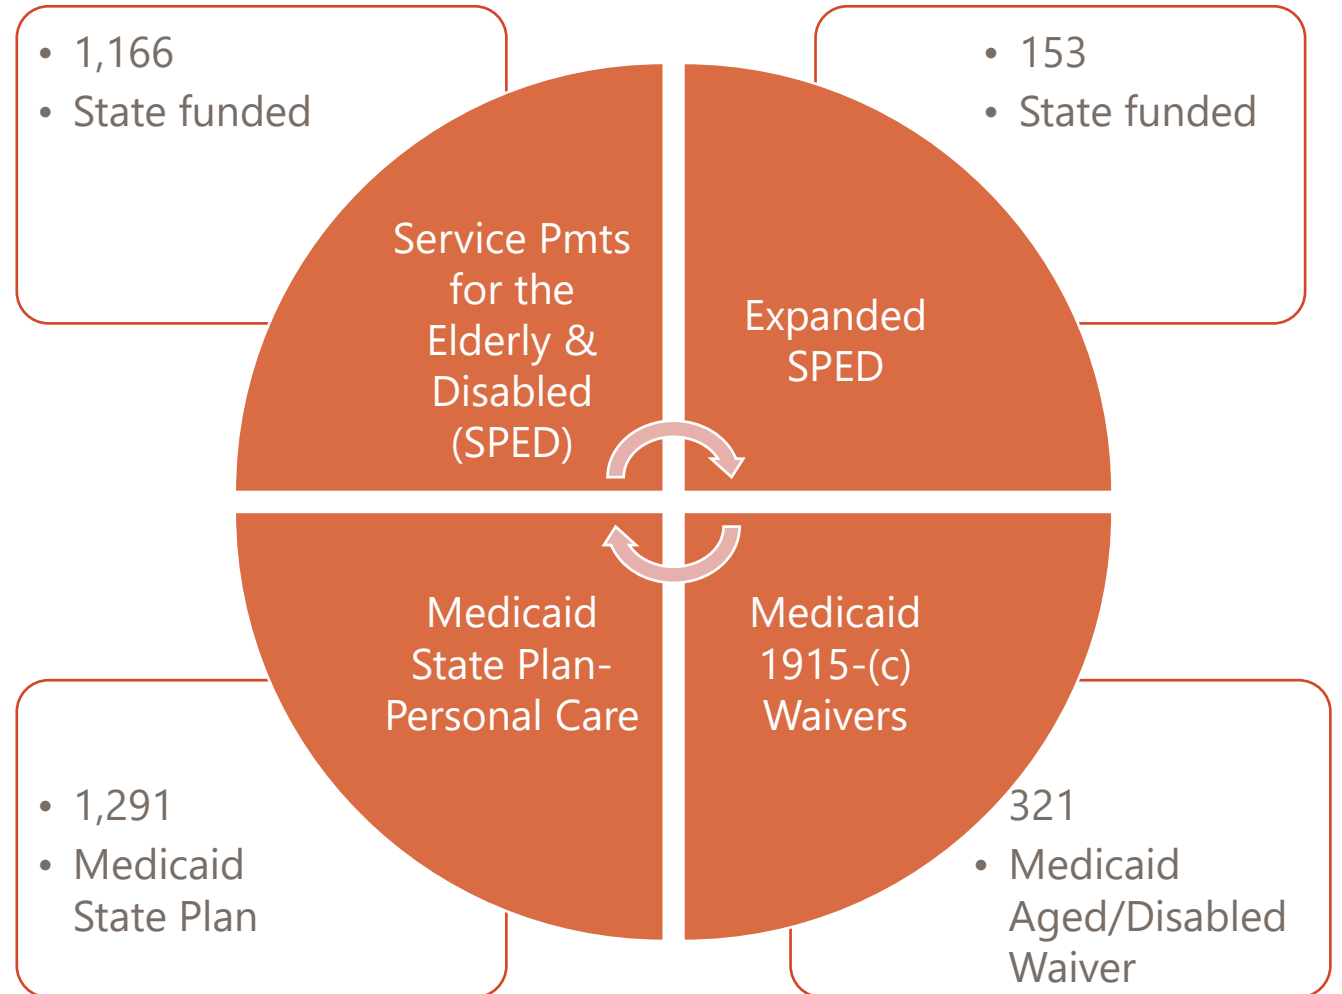 • 1,166
• State funded
• 153
• State funded
Service Pmts
for the
Elderly &
Disabled
(SPED)
Expanded
SPED
Medicaid
State Plan-
Personal Care
Medicaid
1915-(c)
Waivers
• 1,291
• Medicaid
State Plan
321
• Medicaid
Aged/Disabled
Waiver